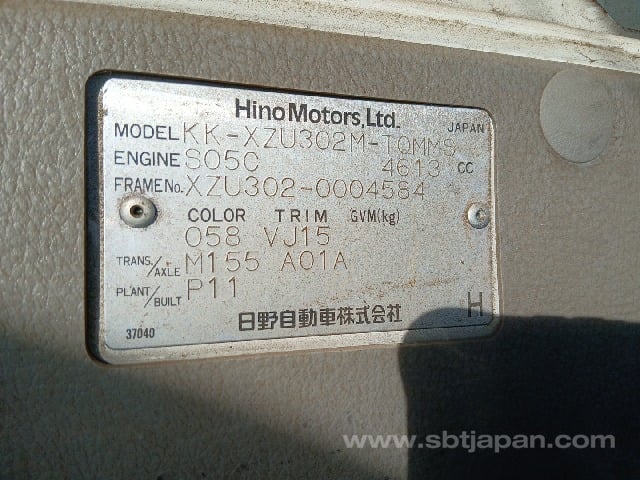 Hino Motors, Ltd. JAPAN
MODEL KK-XZU302M-TQMMS
ENGINE S05C 4613 CC
FRAME No. XZU302-0004584
COLOR TRIM GVM(kg)
058 VJ15
TRANS./AXLE M155 A01A
PLANT/BUILT P11
37040 日野自動車株式会社 H
www.sbtjapan.com